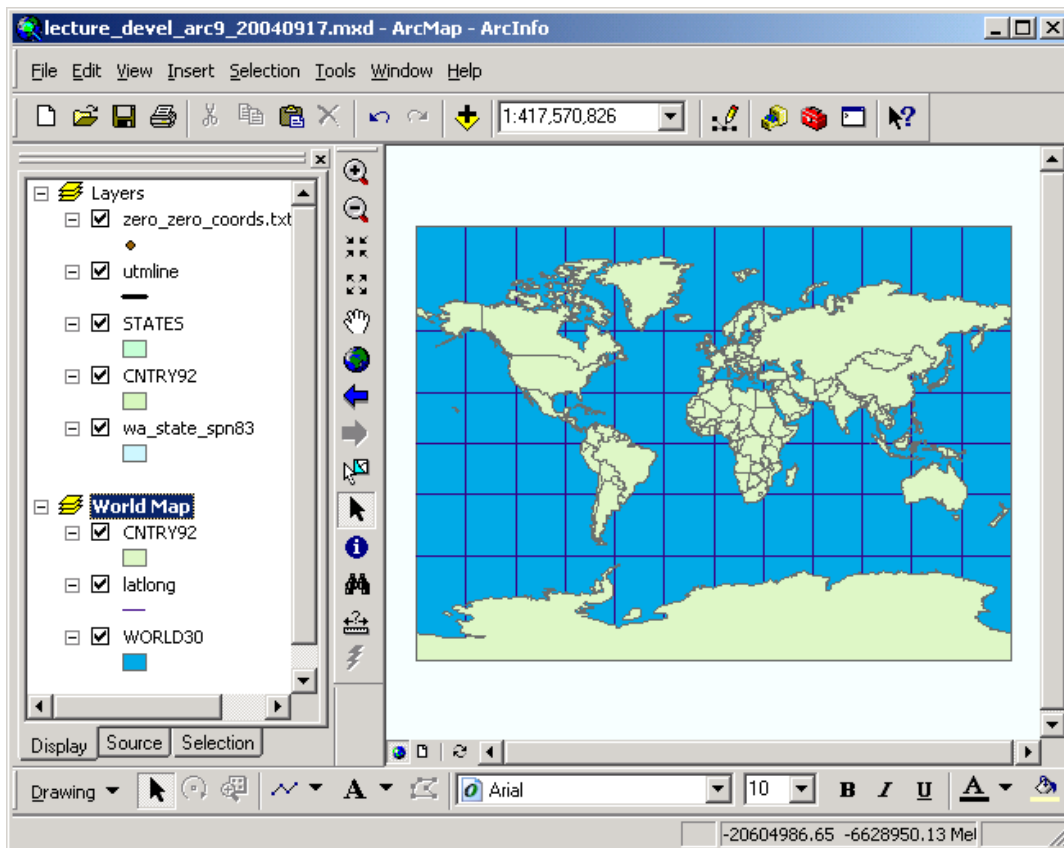 lecture_devel_arc9_20040917.mxd - ArcMap - ArcInfo
File Edit View Insert Selection Tools Window Help
1:417,570,826
Layers
zero_zero_coords.txt
utmline
STATES
CNTRY92
wa_state_spn83
World Map
CNTRY92
latlong
WORLD30
Display Source Selection
Drawing A Arial 10 B I U A
-20604986.65 -6628950.13 Mel